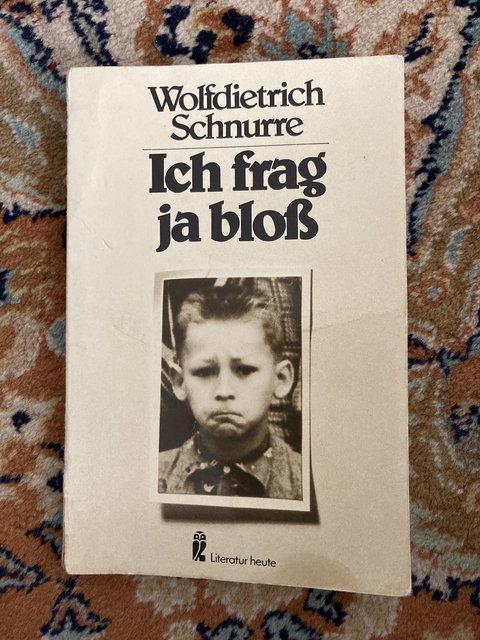 Wolfdietrich
Schnurre
Ich frag
ja bloß
Literatur heute